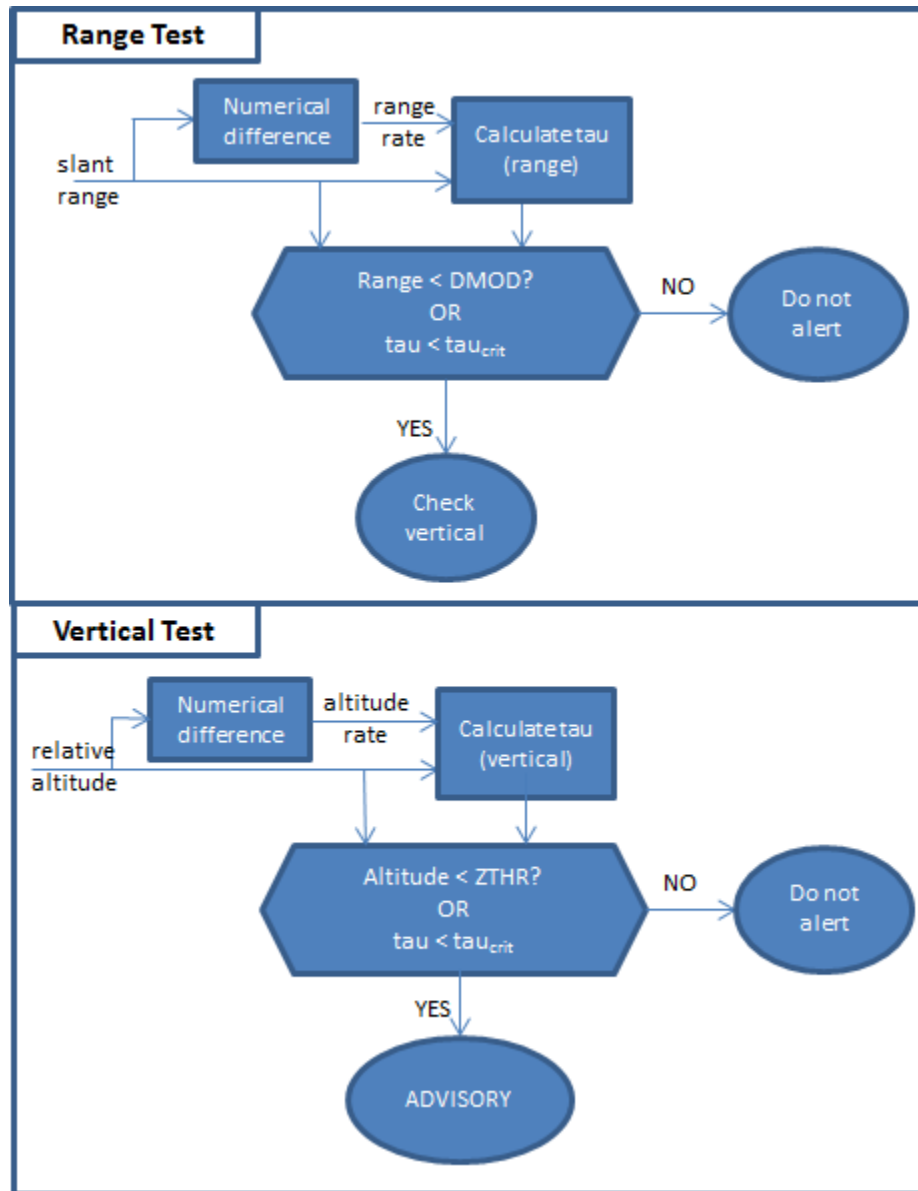 Range Test
Numerical
difference
range
rate
Calculate tau
(range)
slant
range
Range < DMOD?
OR
tau < tau_crit
NO
Do not
alert
YES
Check
vertical
Vertical Test
Numerical
difference
altitude
rate
Calculate tau
(vertical)
relative
altitude
Altitude < ZTHR?
OR
tau < tau_crit
NO
Do not
alert
YES
ADVISORY